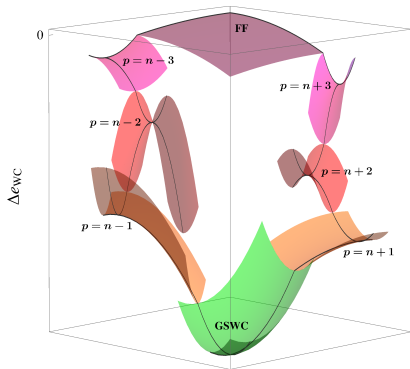 FF
0
p = n − 3
p = n + 3
p = n − 2
p = n + 2
Δe_WC
p = n − 1
p = n + 1
GSWC